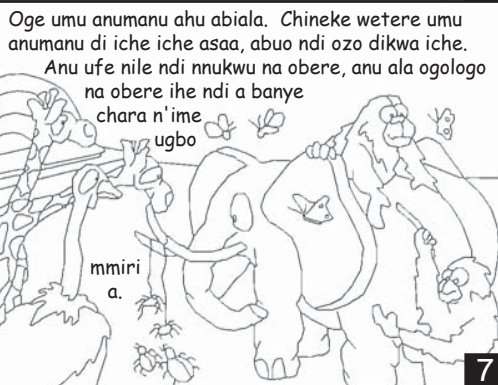 Oge umu anumanu ahu abiala. Chineke wetere umu
anumanu di iche iche asaa, abuo ndi ozo dikwa iche.
Anu ufe nile ndi nnukwu na obere, anu ala ogologo
na obere ihe ndi a banye
chara n'ime
ugbo
mmiri
a.
7